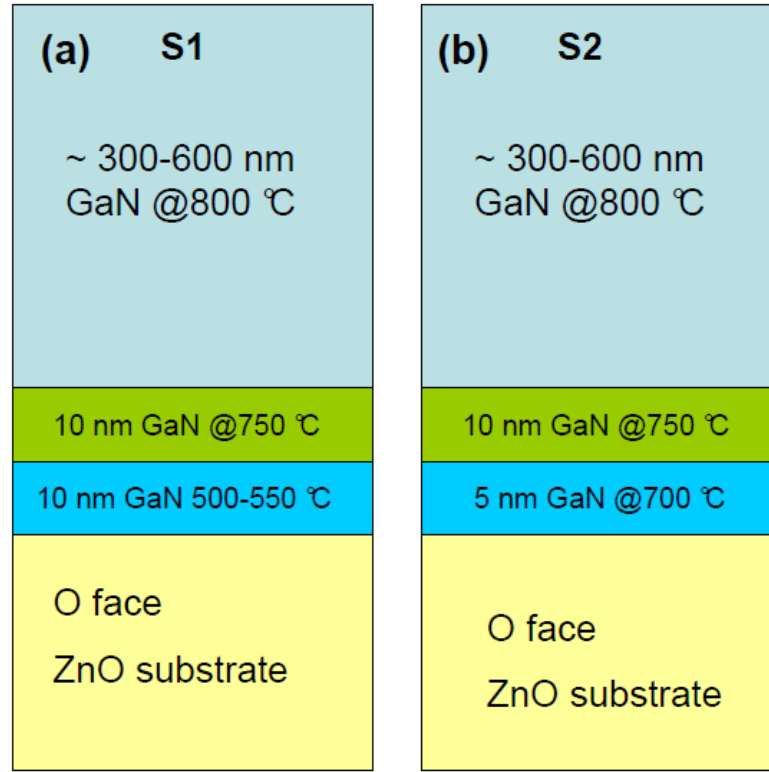 (a) S1
~ 300-600 nm
GaN @800 ℃
10 nm GaN @750 ℃
10 nm GaN 500-550 ℃
O face
ZnO substrate
(b) S2
~ 300-600 nm
GaN @800 ℃
10 nm GaN @750 ℃
5 nm GaN @700 ℃
O face
ZnO substrate